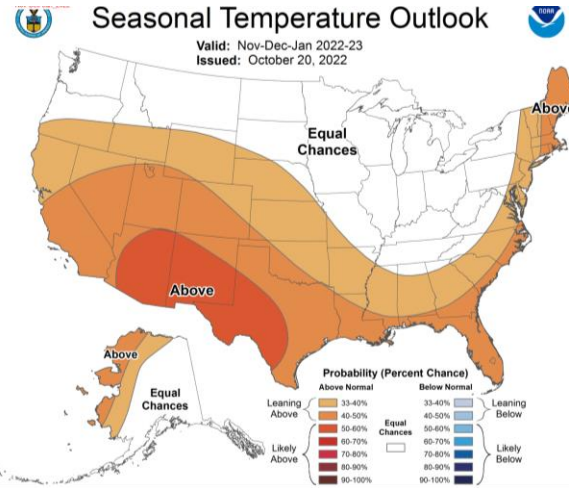 Seasonal Temperature Outlook
Valid: Nov-Dec-Jan 2022-23
Issued: October 20, 2022
NOAA
Above
Equal
Chances
Above
Above
Equal
Chances
Probability (Percent Chance)
Above Normal
Below Normal
Leaning
Above
33-40%
40-50%
50-60%
60-70%
70-80%
80-90%
90-100%
Likely
Above
Equal
Chances
33-40%
40-50%
50-60%
60-70%
70-80%
80-90%
90-100%
Leaning
Below
Likely
Below